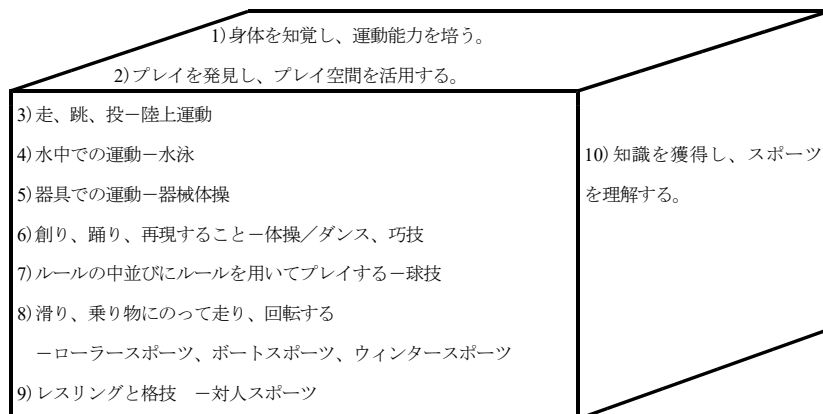 1)身体を知覚し、運動能力を培う。
2)プレイを発見し、プレイ空間を活用する。
3)走、跳、投－陸上運動
4)水中での運動－水泳
5)器具での運動－器械体操
6)創り、踊り、再現すること－体操／ダンス、巧技
7)ルールの中並びにルールを用いてプレイする－球技
8)滑り、乗り物にのって走り、回転する
－ローラースポーツ、ボートスポーツ、ウィンタースポーツ
9)レスリングと格技　－対人スポーツ
10)知識を獲得し、スポーツ
を理解する。